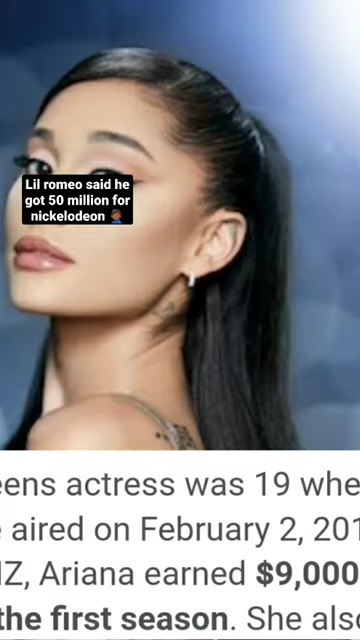 Lil romeo said he
got 50 million for
nickelodeon 🤦🏾‍♂️
eens actress was 19 whe
e aired on February 2, 201
IZ, Ariana earned $9,000
the first season. She also